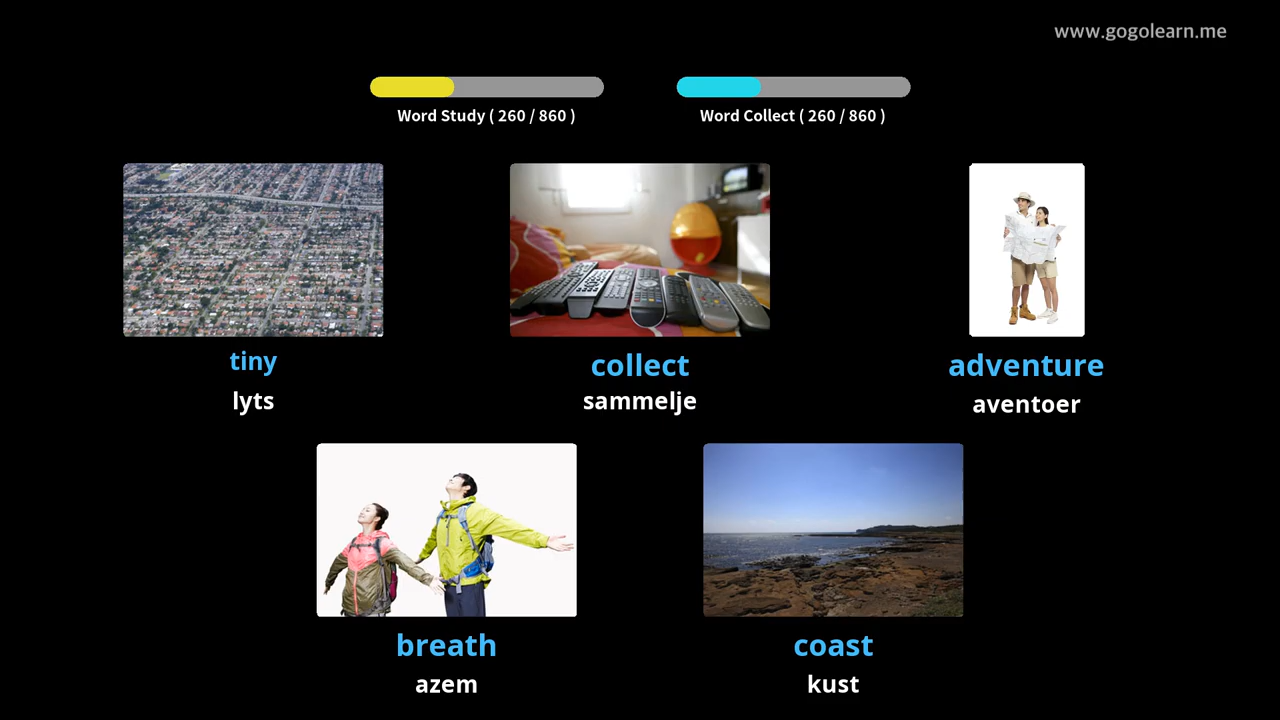 www.gogolearn.me
Word Study ( 260 / 860 )
Word Collect ( 260 / 860 )
tiny
lyts
collect
sammelje
adventure
aventoer
breath
azem
coast
kust